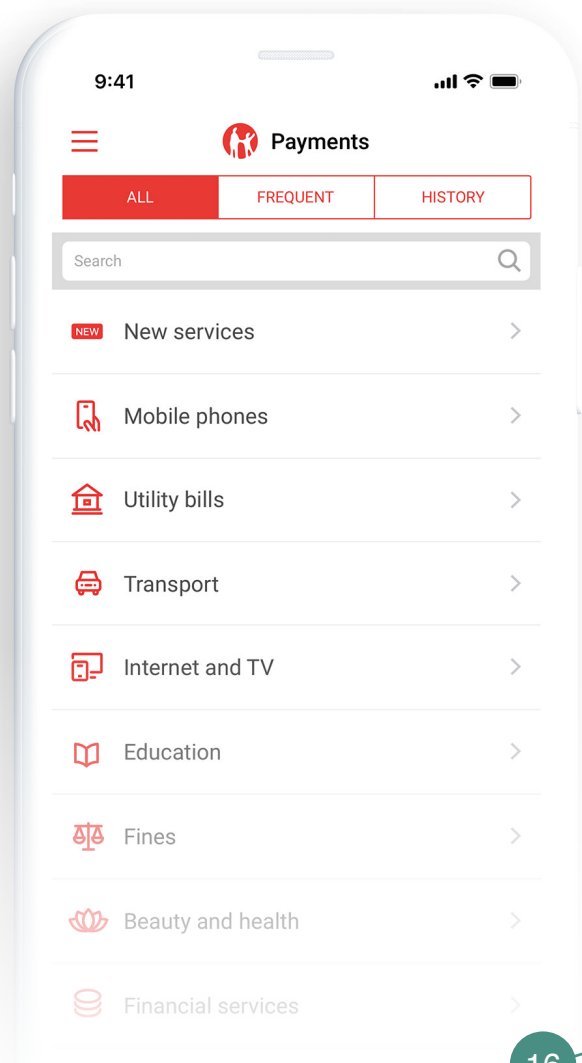 9:41
Payments
ALL FREQUENT HISTORY
Search
NEW New services
Mobile phones
Utility bills
Transport
Internet and TV
Education
Fines
Beauty and health
Financial services
16